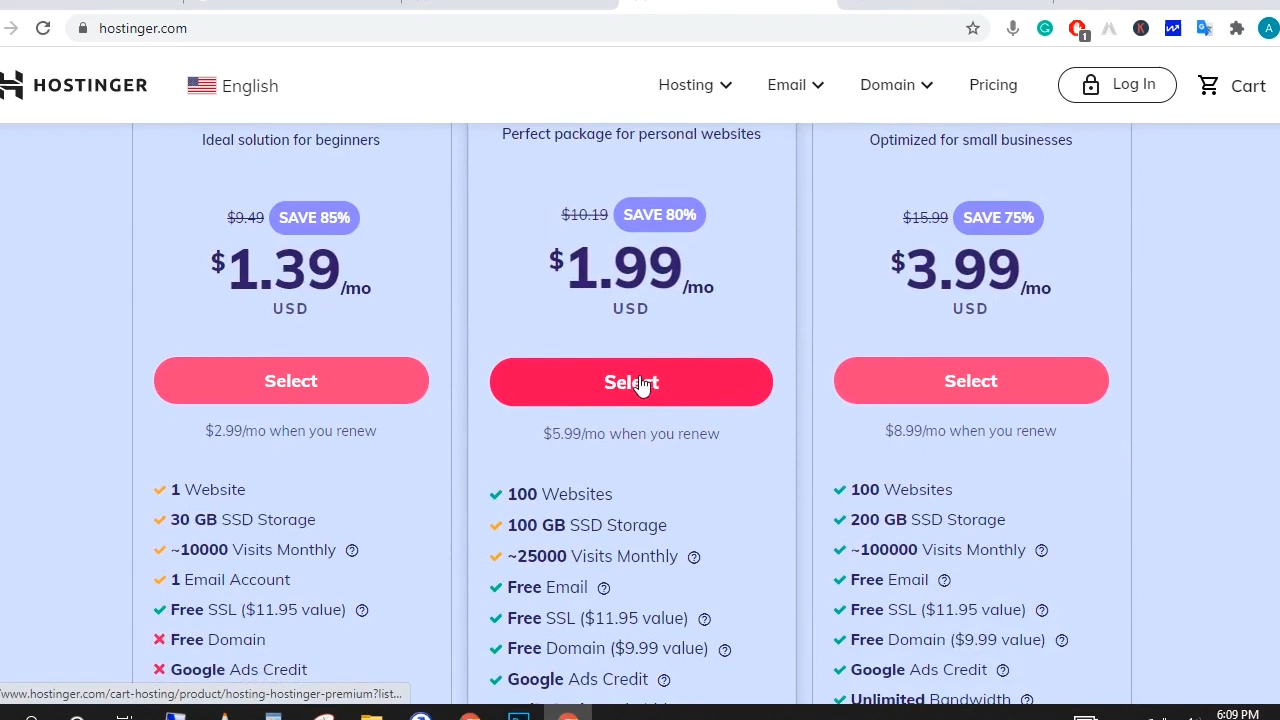 hostinger.com
1
A
HOSTINGER
English
Hosting
Email
Domain
Pricing
Log In
Cart
Ideal solution for beginners
$9.49 SAVE 85%
$1.39/mo
USD
Select
$2.99/mo when you renew
1 Website
30 GB SSD Storage
~10000 Visits Monthly ?
1 Email Account
Free SSL ($11.95 value) ?
Free Domain
Google Ads Credit
Perfect package for personal websites
$10.19 SAVE 80%
$1.99/mo
USD
Select
$5.99/mo when you renew
100 Websites
100 GB SSD Storage
~25000 Visits Monthly ?
Free Email ?
Free SSL ($11.95 value) ?
Free Domain ($9.99 value) ?
Google Ads Credit ?
Optimized for small businesses
$15.99 SAVE 75%
$3.99/mo
USD
Select
$8.99/mo when you renew
100 Websites
200 GB SSD Storage
~100000 Visits Monthly ?
Free Email ?
Free SSL ($11.95 value) ?
Free Domain ($9.99 value) ?
Google Ads Credit ?
Unlimited Bandwidth ?
/www.hostinger.com/cart-hosting/product/hosting-hostinger-premium?list...
6:09 PM